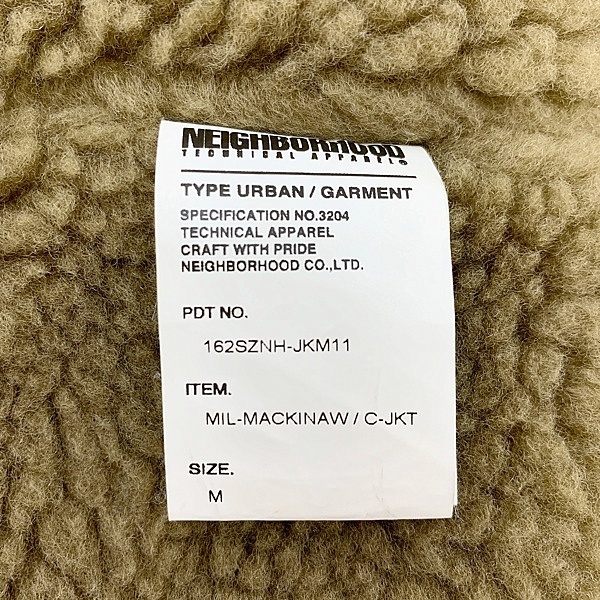 NEIGHBORHOOD
TECHNICAL APPAREL®
TYPE URBAN / GARMENT
SPECIFICATION NO.3204
TECHNICAL APPAREL
CRAFT WITH PRIDE
NEIGHBORHOOD CO.,LTD.
PDT NO.
162SZNH-JKM11
ITEM.
MIL-MACKINAW / C-JKT
SIZE.
M